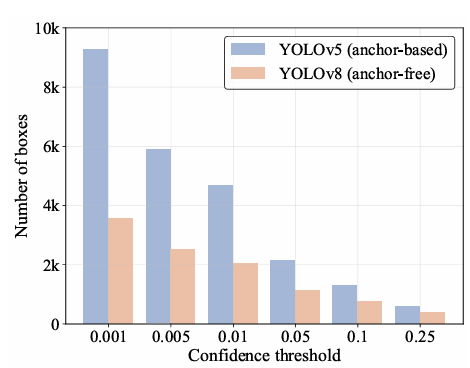 10k
8k
6k
4k
2k
0
Number of boxes
YOLOv5 (anchor-based)
YOLOv8 (anchor-free)
0.001 0.005 0.01 0.05 0.1 0.25
Confidence threshold